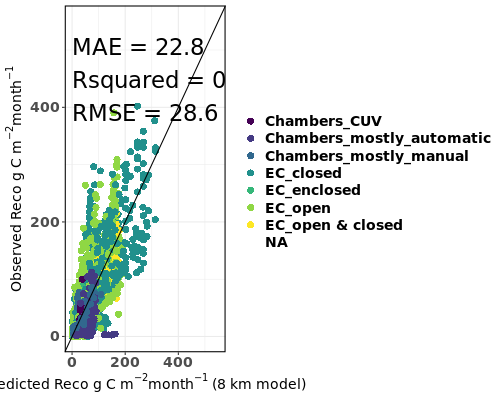 MAE = 22.8
Rsquared = 0
RMSE = 28.6
Observed Reco g C m⁻²month⁻¹
400
200
0
0 200 400
edicted Reco g C m⁻²month⁻¹ (8 km model)
Chambers_CUV
Chambers_mostly_automatic
Chambers_mostly_manual
EC_closed
EC_enclosed
EC_open
EC_open & closed
NA